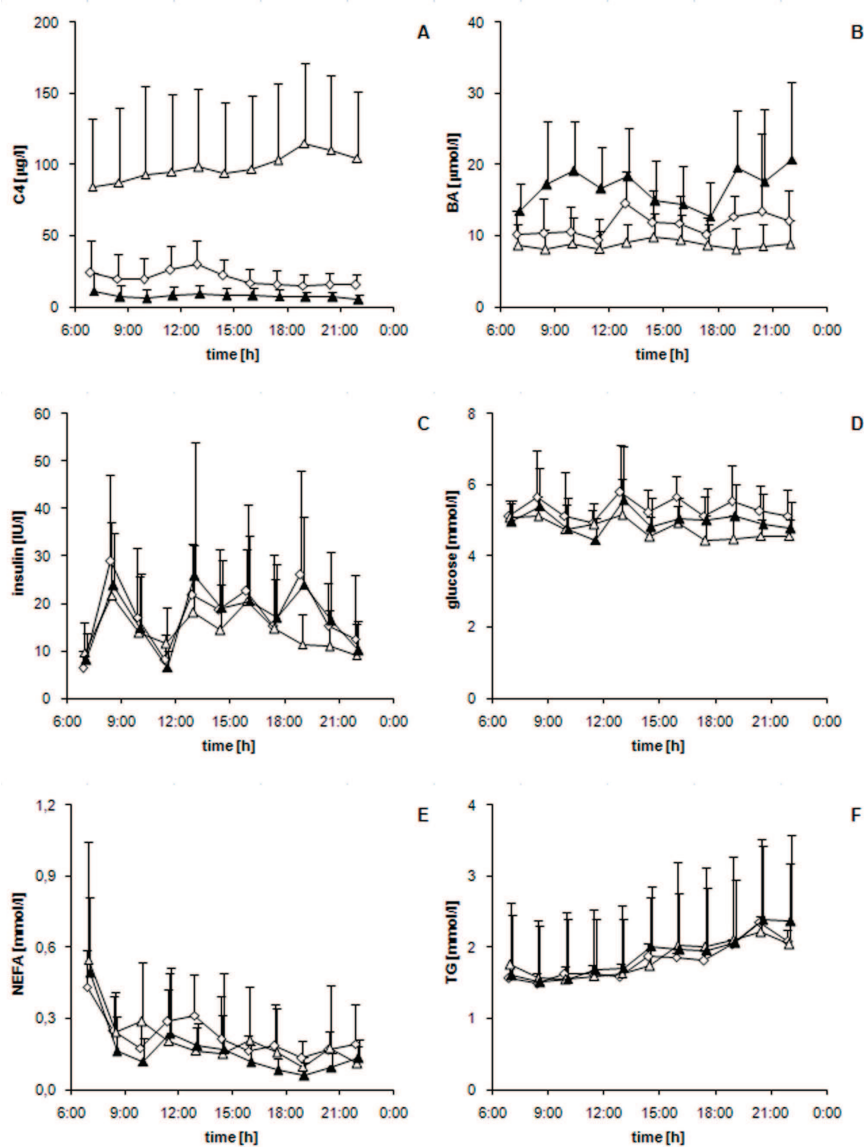 A
C4 [µg/l]
200
150
100
50
0
6:00 9:00 12:00 15:00 18:00 21:00 0:00
time [h]
B
BA [µmol/l]
40
30
20
10
0
6:00 9:00 12:00 15:00 18:00 21:00 0:00
time [h]
C
insulin [IU/l]
60
50
40
30
20
10
0
6:00 9:00 12:00 15:00 18:00 21:00 0:00
time [h]
D
glucose [mmol/l]
8
6
4
2
0
6:00 9:00 12:00 15:00 18:00 21:00 0:00
time [h]
E
NEFA [mmol/l]
1,2
0,9
0,6
0,3
0,0
6:00 9:00 12:00 15:00 18:00 21:00 0:00
time [h]
F
TG [mmol/l]
4
3
2
1
0
6:00 9:00 12:00 15:00 18:00 21:00 0:00
time [h]